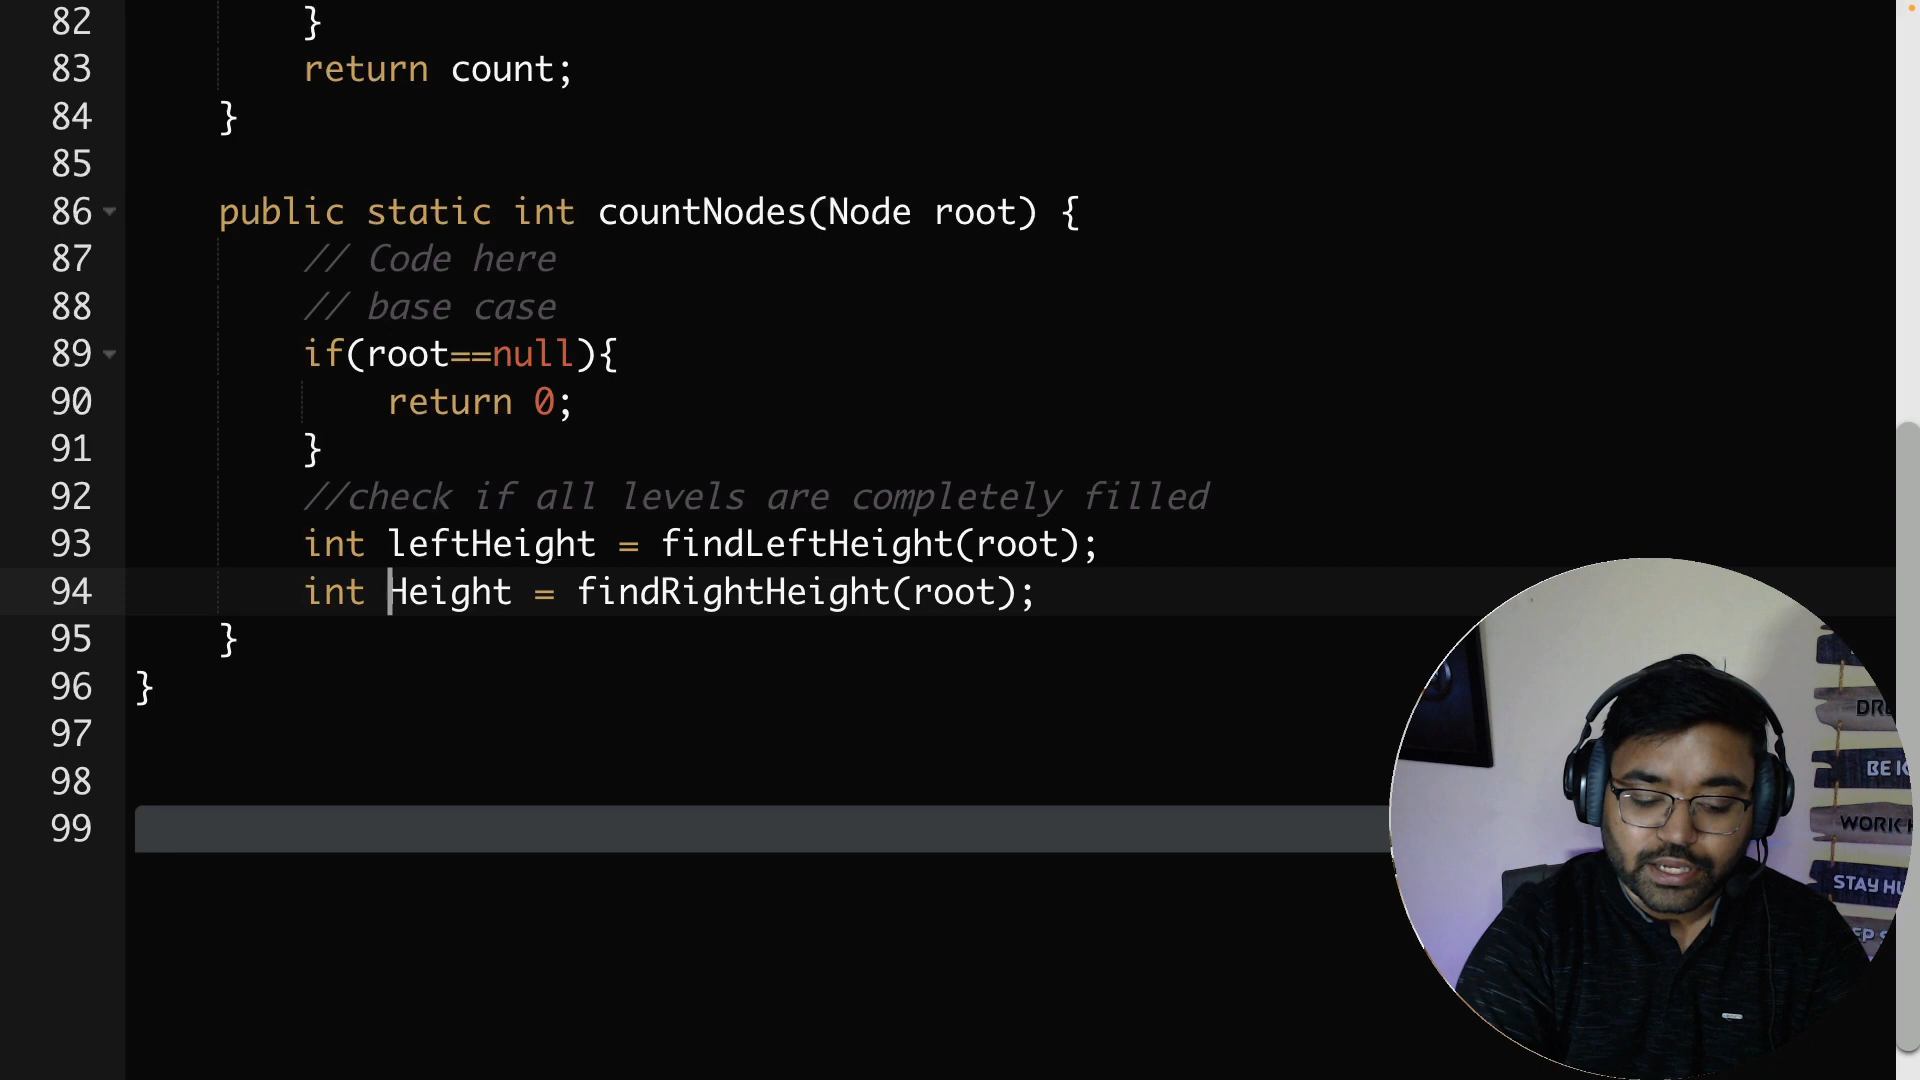 82 }
83 return count;
84 }
85
86 public static int countNodes(Node root) {
87 // Code here
88 // base case
89 if(root==null){
90 return 0;
91 }
92 //check if all levels are completely filled
93 int leftHeight = findLeftHeight(root);
94 int Height = findRightHeight(root);
95 }
96 }
97
98
99
BE
WORK
STAY